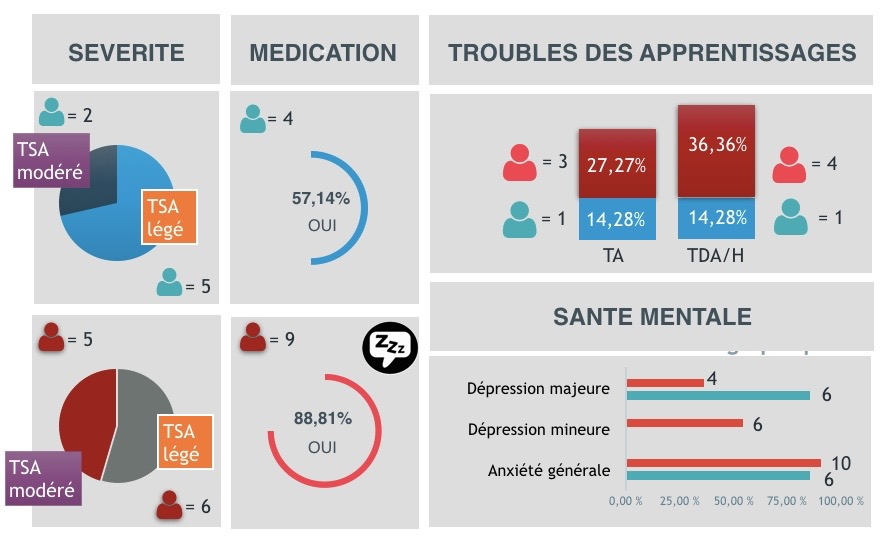 SEVERITE
MEDICATION
TROUBLES DES APPRENTISSAGES
= 2
TSA
modéré
TSA
légé
= 5
= 4
57,14%
OUI
= 3
27,27%
36,36%
= 4
= 1
14,28%
14,28%
= 1
TA
TDA/H
= 5
TSA
légé
TSA
modéré
= 6
= 9
zzz
88,81%
OUI
SANTE MENTALE
Dépression majeure
4
6
Dépression mineure
6
Anxiété générale
10
6
0,00 %
25,00 %
50,00 %
75,00 %
100,00 %